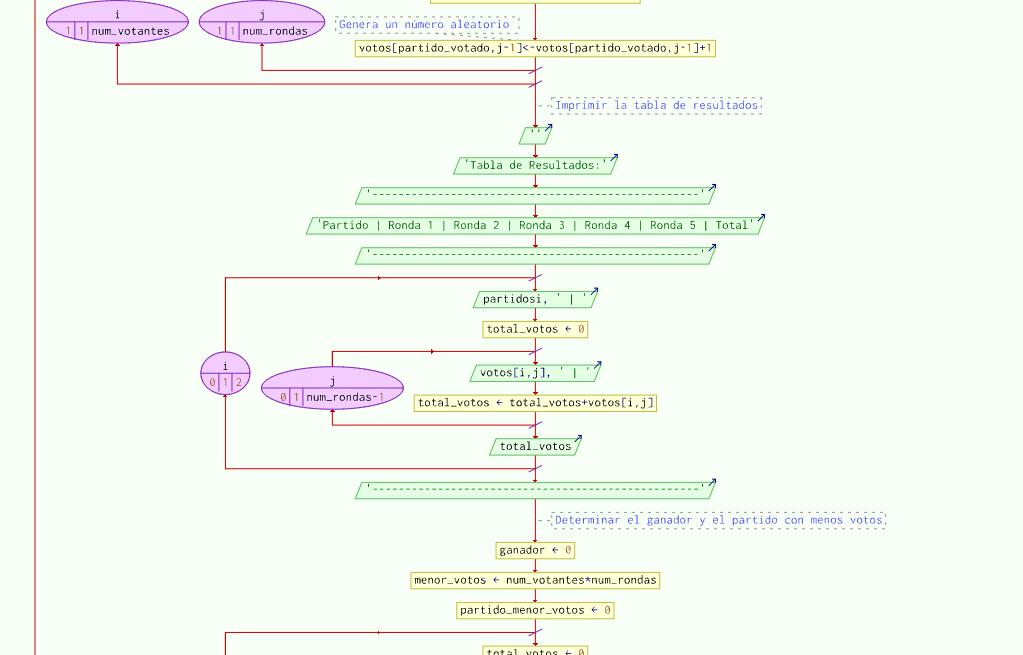 i
1 1 num_votantes
j
1 1 num_rondas
Genera un número aleatorio
votos[partido_votado,j-1]<-votos[partido_votado,j-1]+1
Imprimir la tabla de resultados
''
'Tabla de Resultados:'
'--------------------------------------------------'
'Partido | Ronda 1 | Ronda 2 | Ronda 3 | Ronda 4 | Ronda 5 | Total'
'--------------------------------------------------'
partidosi, ' | '
total_votos ← 0
i
0 1 2
j
0 1 num_rondas-1
votos[i,j], ' | '
total_votos ← total_votos+votos[i,j]
total_votos
'--------------------------------------------------'
Determinar el ganador y el partido con menos votos
ganador ← 0
menor_votos ← num_votantes*num_rondas
partido_menor_votos ← 0
total_votos ← 0